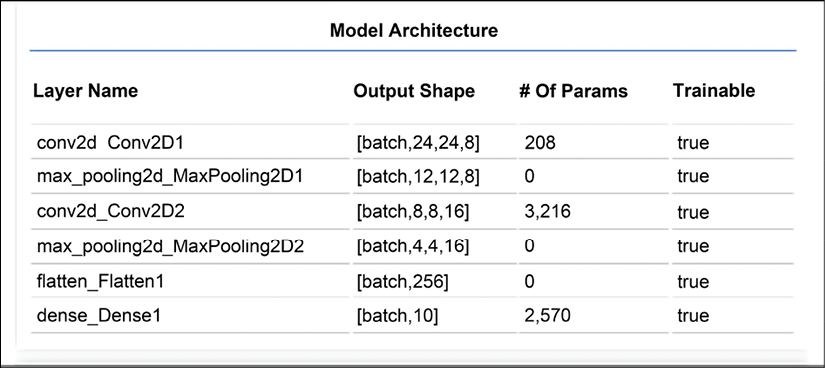 Model Architecture
Layer Name Output Shape # Of Params Trainable
conv2d Conv2D1 [batch,24,24,8] 208 true
max_pooling2d_MaxPooling2D1 [batch,12,12,8] 0 true
conv2d_Conv2D2 [batch,8,8,16] 3,216 true
max_pooling2d_MaxPooling2D2 [batch,4,4,16] 0 true
flatten_Flatten1 [batch,256] 0 true
dense_Dense1 [batch,10] 2,570 true